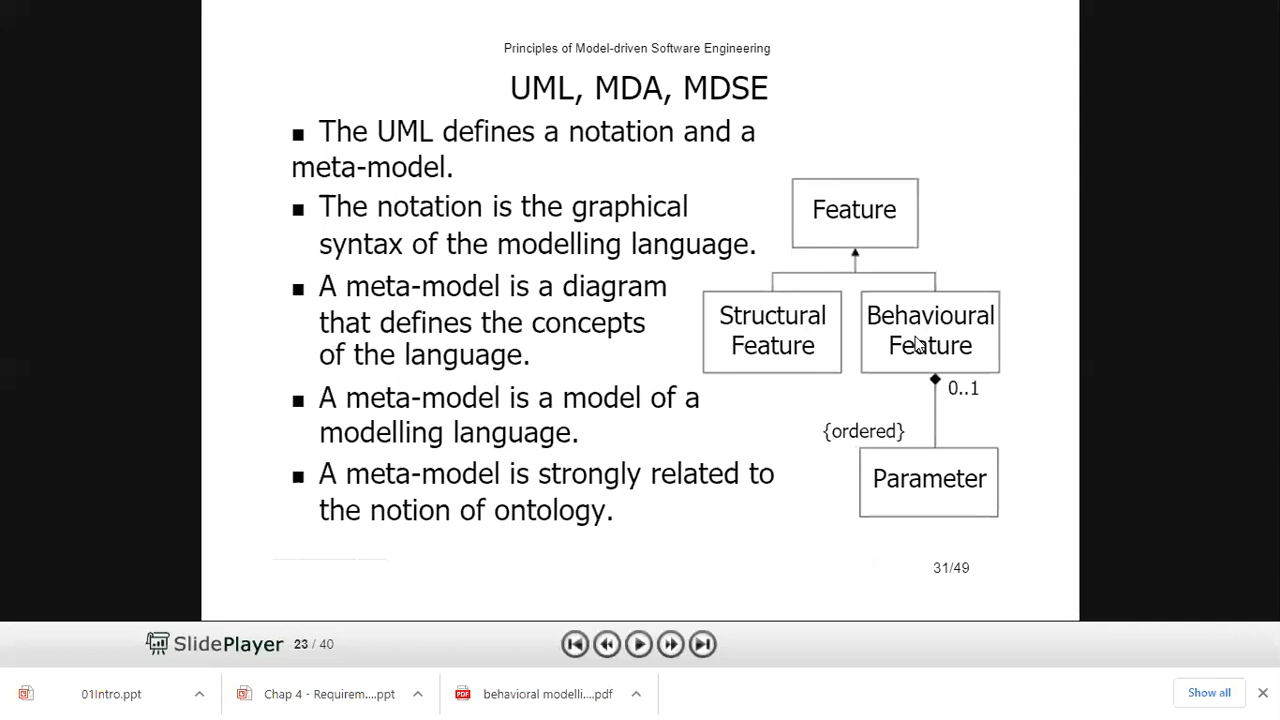 Principles of Model-driven Software Engineering
UML, MDA, MDSE
■ The UML defines a notation and a
meta-model.
■ The notation is the graphical
syntax of the modelling language.
■ A meta-model is a diagram
that defines the concepts
of the language.
■ A meta-model is a model of a
modelling language.
■ A meta-model is strongly related to
the notion of ontology.
Feature
Structural
Feature
Behavioural
Feature
0..1
{ordered}
Parameter
31/49
SlidePlayer 23 / 40
01Intro.ppt
Chap 4 - Requirem....ppt
behavioral modelli....pdf
Show all